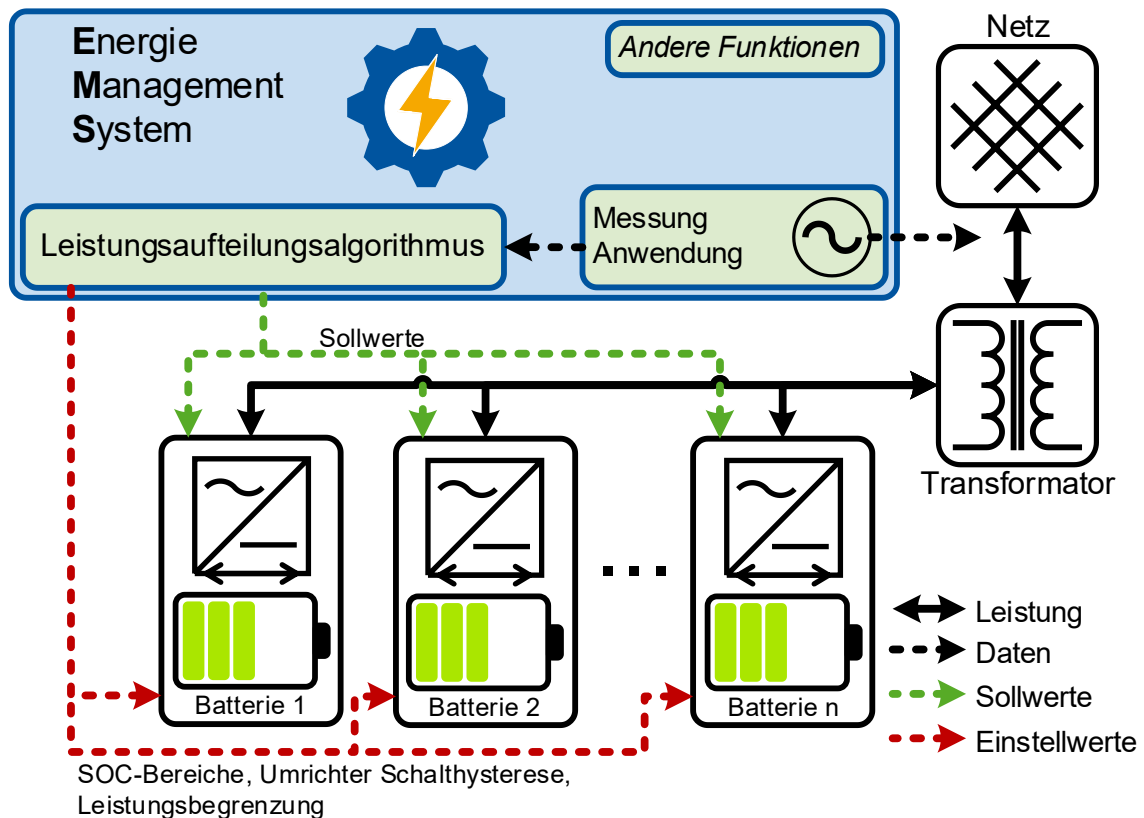 Energie
Management
System
Andere Funktionen
Netz
Leistungsaufteilungsalgorithmus
Messung
Anwendung
Sollwerte
Transformator
Batterie 1
Batterie 2
Batterie n
Leistung
Daten
Sollwerte
Einstellwerte
SOC-Bereiche, Umrichter Schalthysterese,
Leistungsbegrenzung